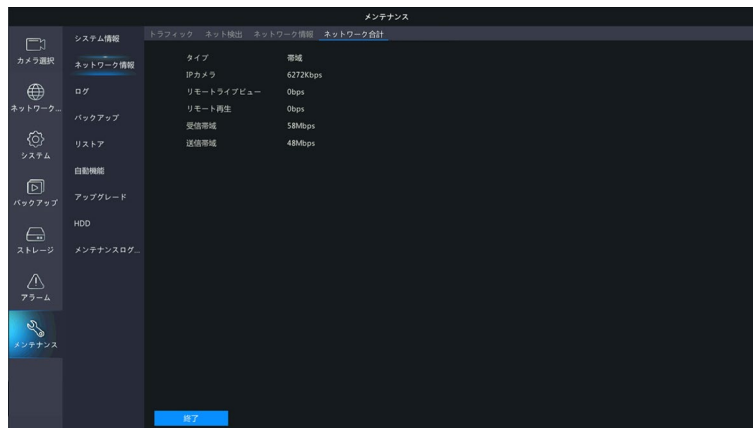 メンテナンス
カメラ選択
ネットワーク...
システム
バックアップ
ストレージ
アラーム
メンテナンス
システム情報
ネットワーク情報
ログ
バックアップ
リストア
自動機能
アップグレード
HDD
メンテナンスログ...
トラフィック ネット検出 ネットワーク情報 ネットワーク合計
タイプ 帯域
IPカメラ 6272Kbps
リモートライブビュー 0bps
リモート再生 0bps
受信帯域 58Mbps
送信帯域 48Mbps
終了